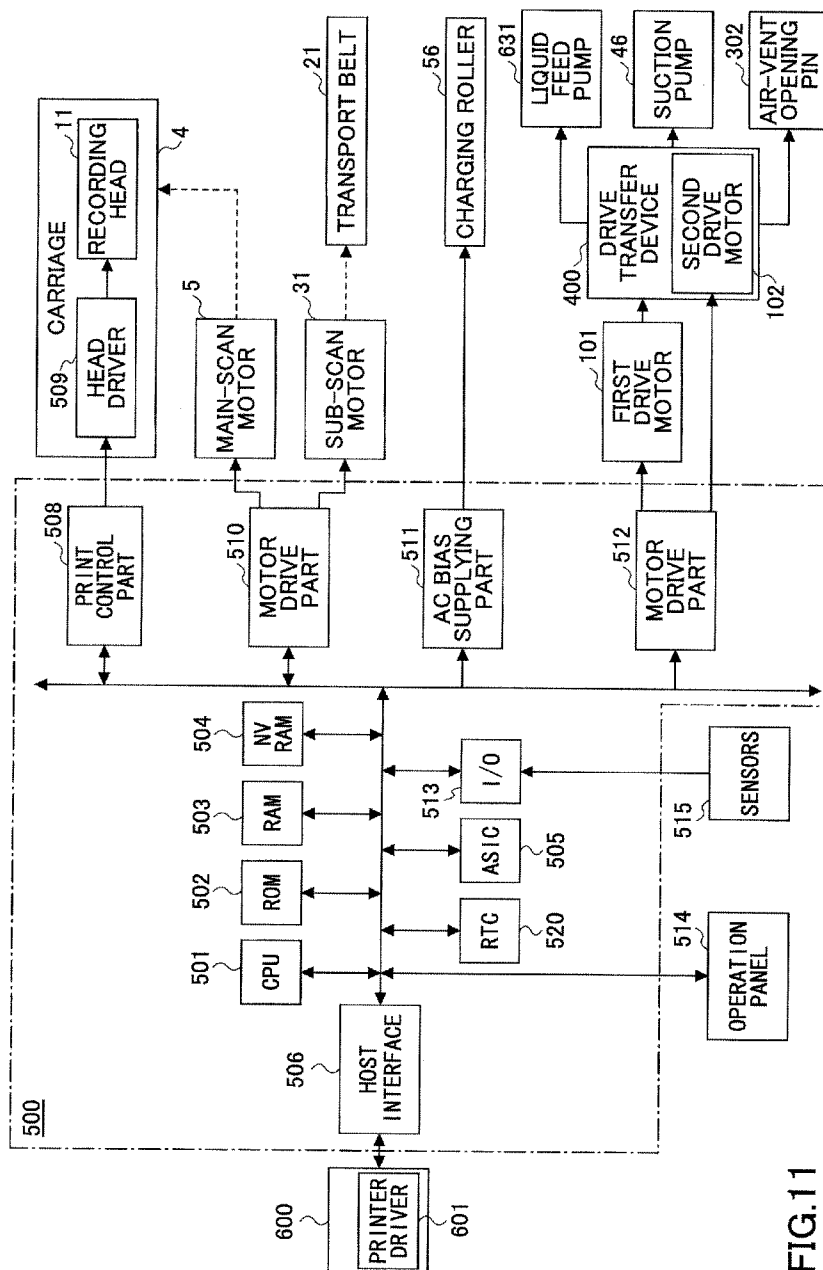 500
600
PRINTER
DRIVER
601
506
HOST
INTERFACE
501
CPU
502
ROM
503
RAM
504
NV
RAM
RTC
520
ASIC
505
I/O
513
514
OPERATION
PANEL
515
SENSORS
508
PRINT
CONTROL
PART
510
MOTOR
DRIVE
PART
511
AC BIAS
SUPPLYING
PART
512
MOTOR
DRIVE
PART
CARRIAGE
4
509
HEAD
DRIVER
11
RECORDING
HEAD
5
MAIN-SCAN
MOTOR
31
SUB-SCAN
MOTOR
21
TRANSPORT BELT
56
CHARGING ROLLER
101
FIRST
DRIVE
MOTOR
400
DRIVE
TRANSFER
DEVICE
SECOND
DRIVE
MOTOR
102
631
LIQUID
FEED
PUMP
46
SUCTION
PUMP
302
AIR-VENT
OPENING
PIN
FIG.11